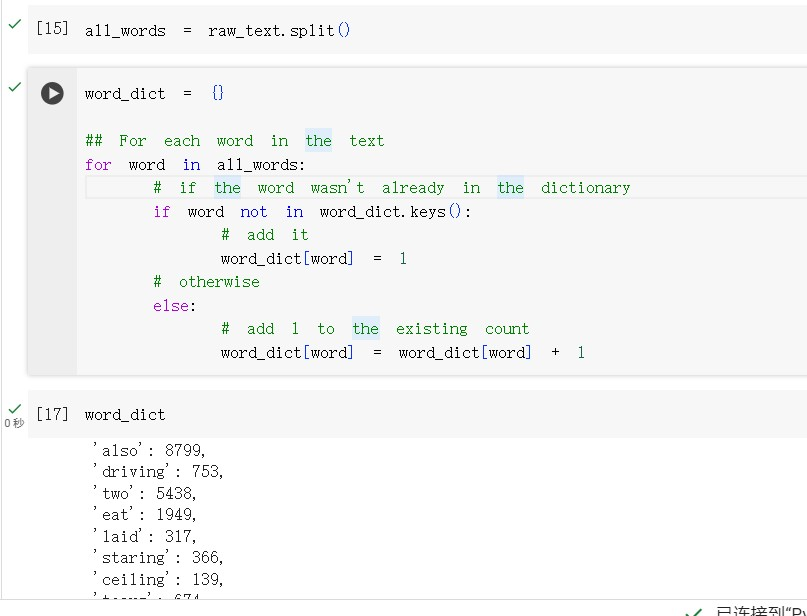 [15] all_words = raw_text.split()
word_dict = {}
## For each word in the text
for word in all_words:
# if the word wasn't already in the dictionary
if word not in word_dict.keys():
# add it
word_dict[word] = 1
# otherwise
else:
# add 1 to the existing count
word_dict[word] = word_dict[word] + 1
[17] word_dict
0 秒
'also': 8799,
'driving': 753,
'two': 5438,
'eat': 1949,
'laid': 317,
'staring': 366,
'ceiling': 139,
已连接到“Py